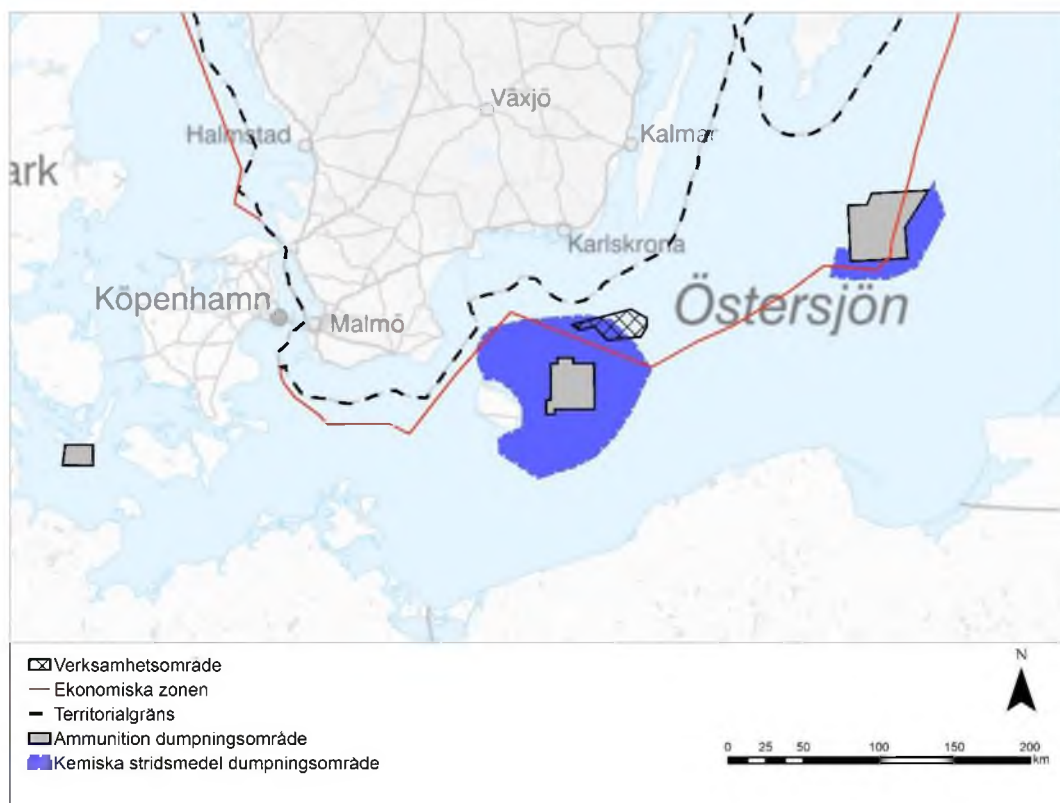 Växjö
Halmstad
Kalmar
ark
Karlskrona
Köpenhamn
Malmö
Östersjön
Verksamhetsområde
Ekonomiska zonen
Territorialgräns
Ammunition dumpningsområde
Kemiska stridsmedel dumpningsområde
N
0 25 50 100 150 200
km